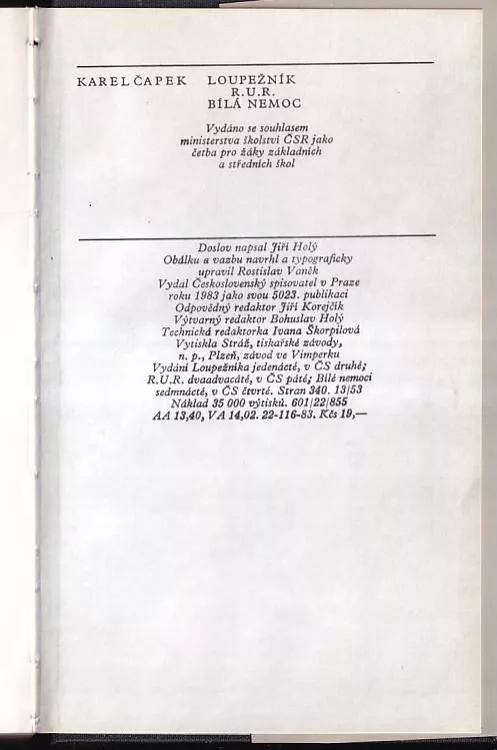 KAREL ČAPEK LOUPEŽNÍK
R.U.R.
BÍLÁ NEMOC
Vydáno se souhlasem
ministerstva školství ČSR jako
četba pro žáky základních
a středních škol
Doslov napsal Jiří Holý
Obálku a vazbu navrhl a typograficky
upravil Rostislav Vaněk
Vydal Československý spisovatel v Praze
roku 1983 jako svou 5023. publikaci
Odpovědný redaktor Jiří Korejčík
Výtvarný redaktor Bohuslav Holý
Technická redaktorka Ivana Škorpilová
Vytiskla Stráž, tiskařské závody,
n. p., Plzeň, závod ve Vimperku
Vydání Loupežníka jedenácté, v ČS druhé;
R.U.R. dvaadvacáté, v ČS páté; Bílé nemoci
sedmnácté, v ČS čtvrté. Stran 340. 13/53
Náklad 35 000 výtisků. 601/22/855
AA 13,40, VA 14,02. 22-116-83. Kčs 19,—